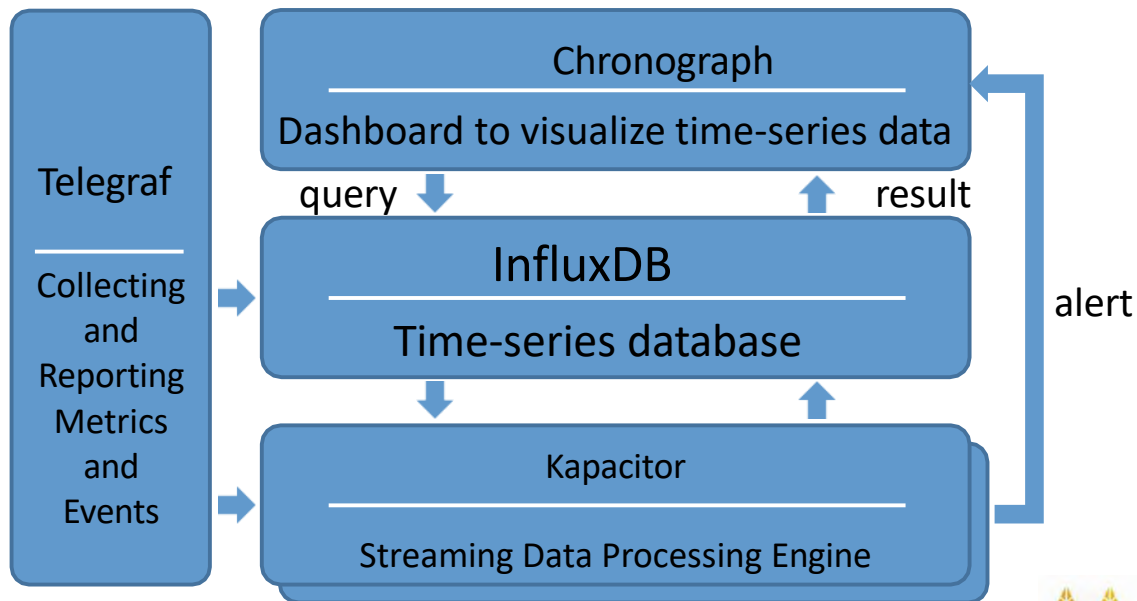 Telegraf
Collecting
and
Reporting
Metrics
and
Events
Chronograph
Dashboard to visualize time-series data
query
result
InfluxDB
Time-series database
alert
Kapacitor
Streaming Data Processing Engine